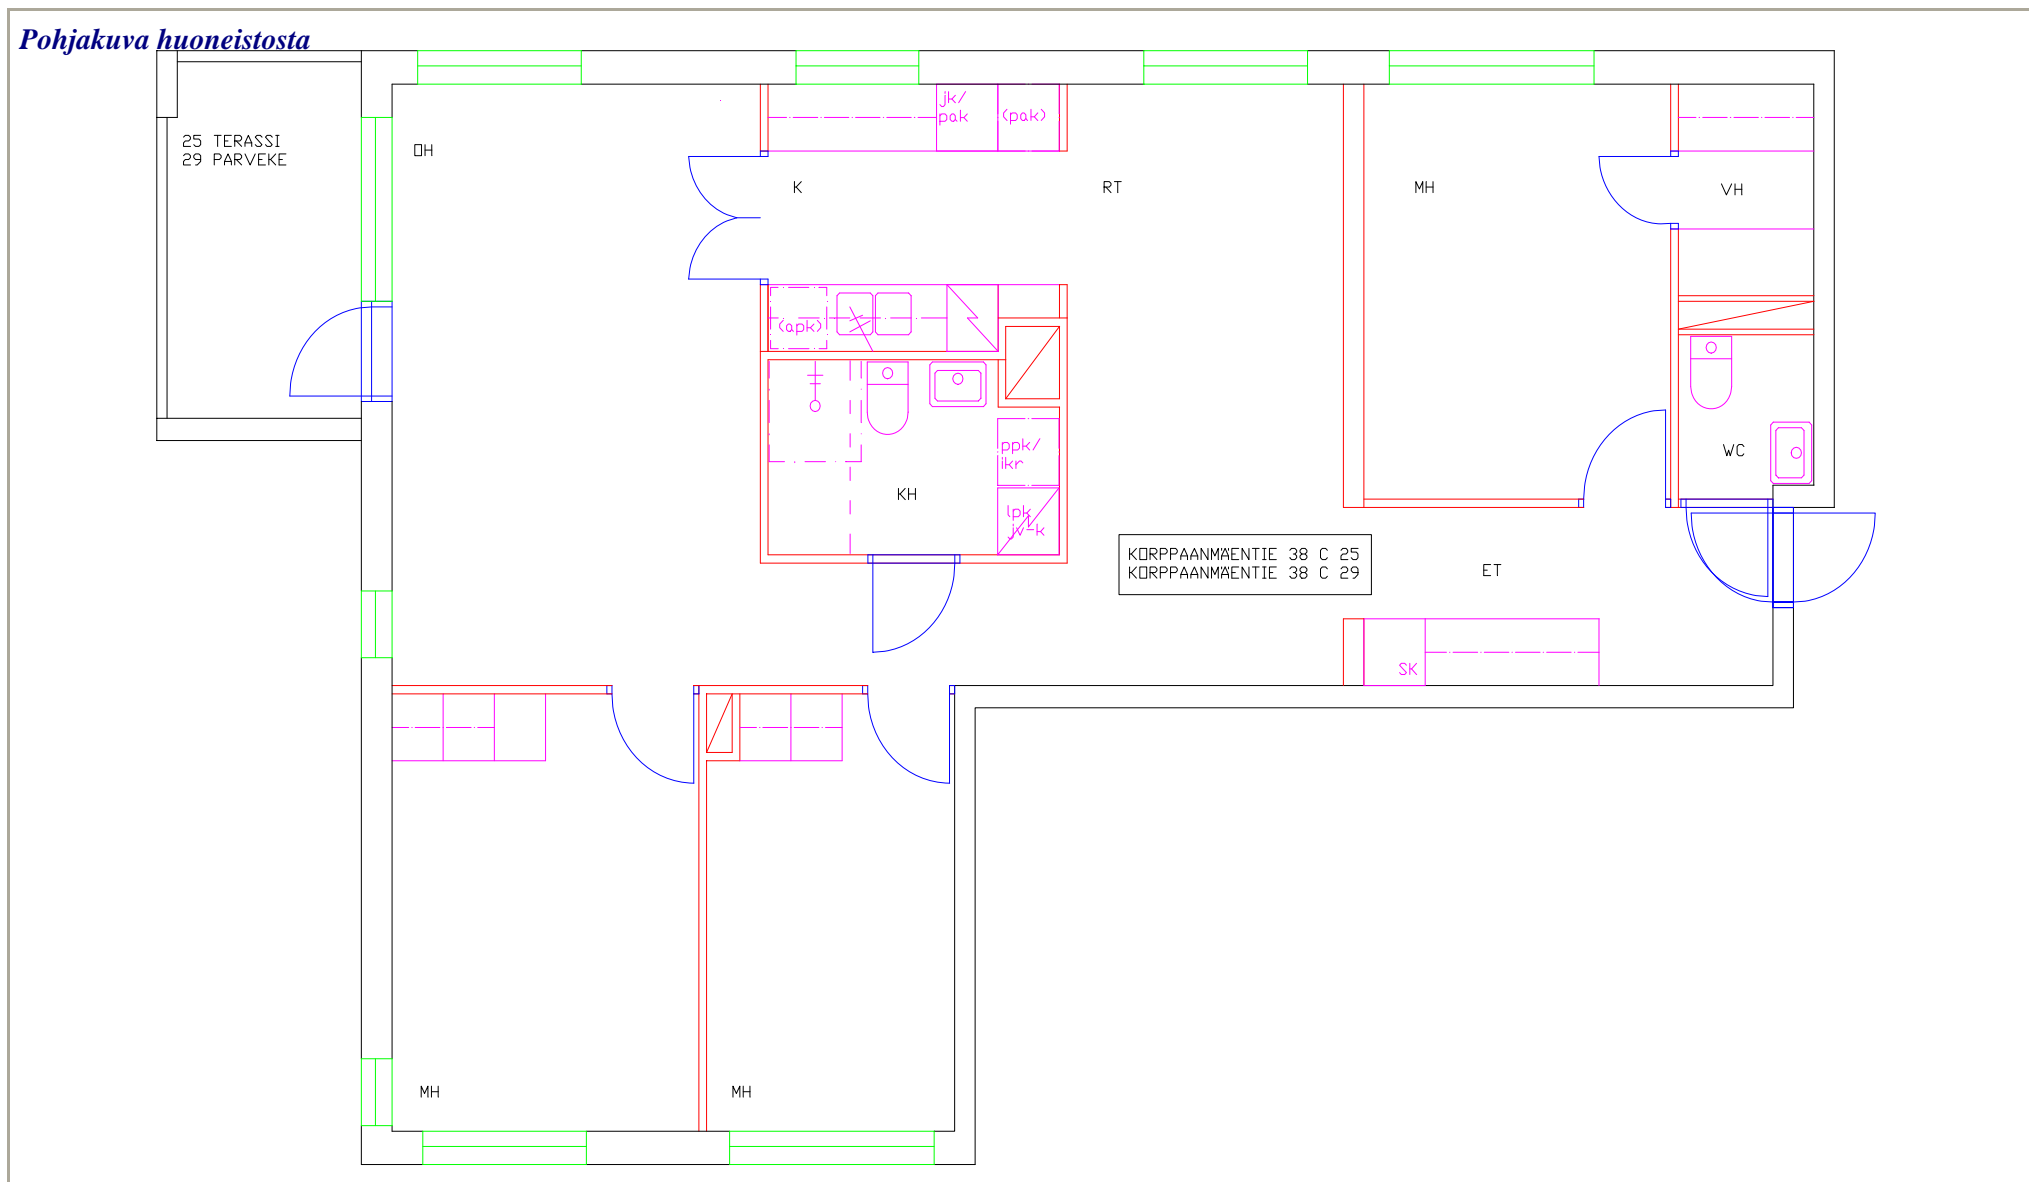 Pohjakuva huoneistosta
25 TERASSI
29 PARVEKE
OH
jk/
pak
(pak)
K
RT
MH
VH
(apk)
ppk/
ikr
WC
KH
lpk
jv-k
KORPPAANMÄENTIE 38 C 25
KORPPAANMÄENTIE 38 C 29
ET
SK
MH
MH